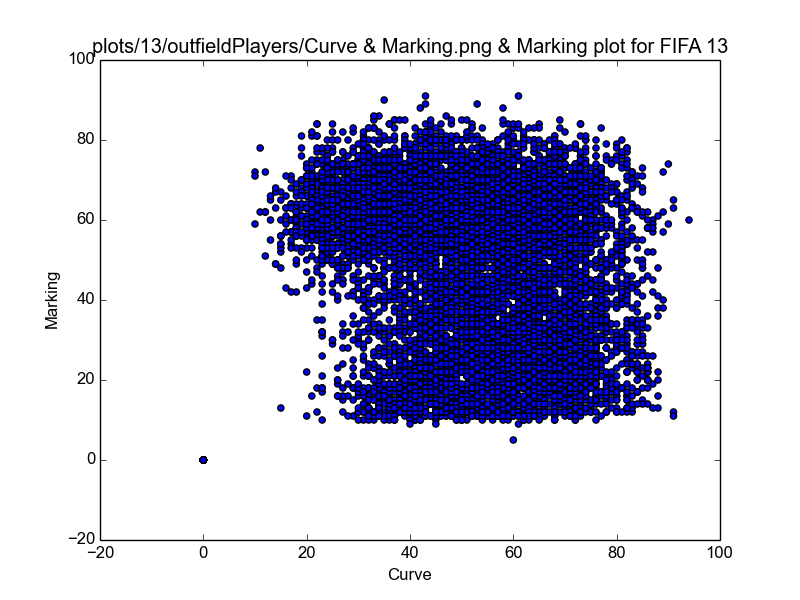 plots/13/outfieldPlayers/Curve & Marking.png & Marking plot for FIFA 13
100
80
60
40
20
0
−20
Marking
−20 0 20 40 60 80 100
Curve